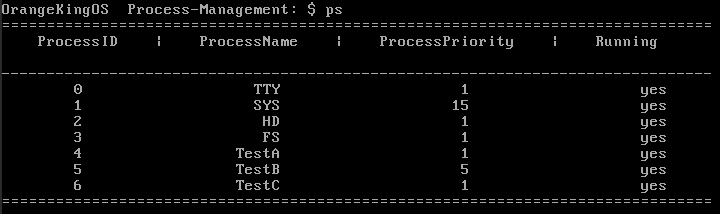 OrangeKingOS  Process-Management: $ ps
================================================================================
ProcessID    ¦    ProcessName    ¦    ProcessPriority    ¦    Running
--------------------------------------------------------------------------------
0    TTY    1    yes
1    SYS    15    yes
2    HD    1    yes
3    FS    1    yes
4    TestA    1    yes
5    TestB    5    yes
6    TestC    1    yes
================================================================================